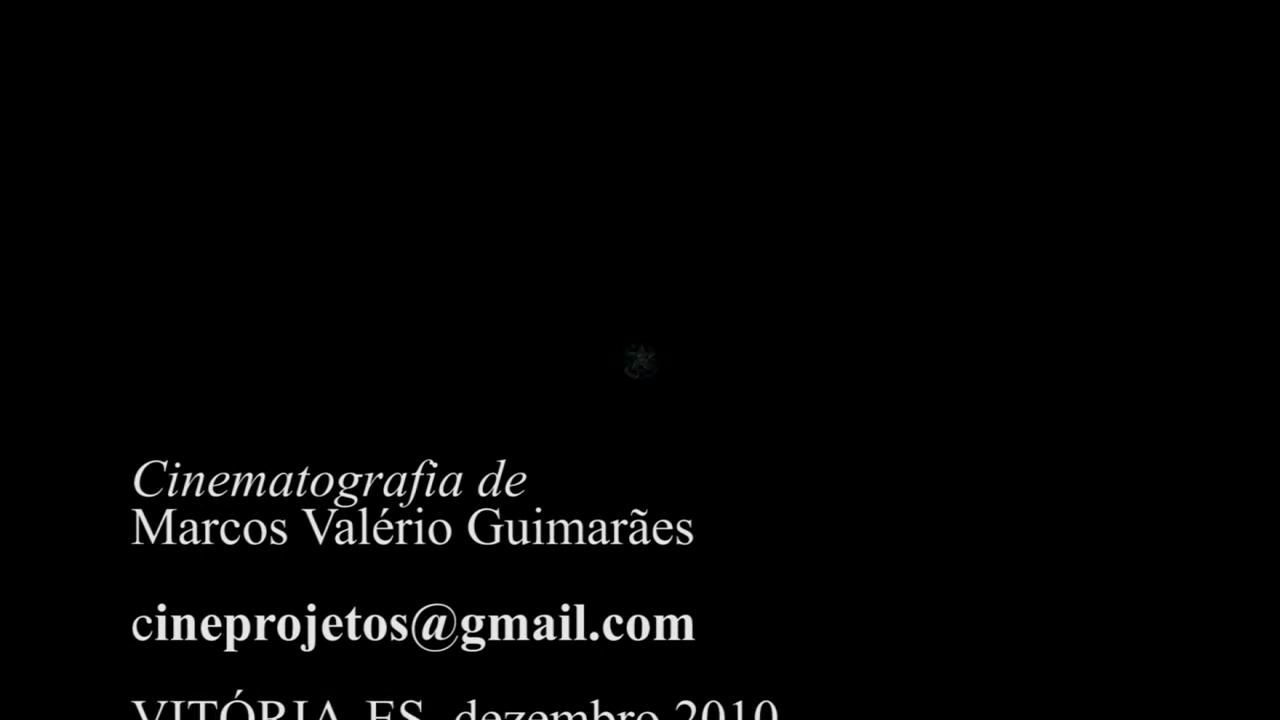 Cinematografia de
Marcos Valério Guimarães
cineprojetos@gmail.com
VITÓRIA-ES, dezembro 2010